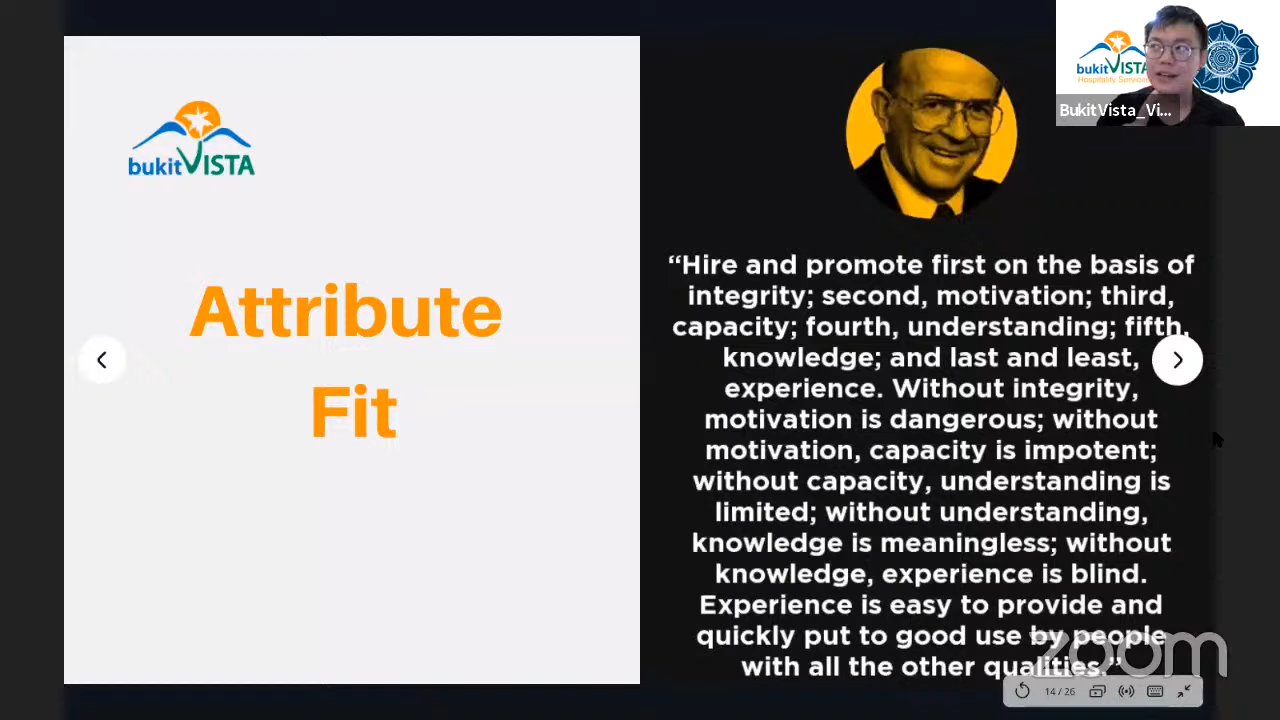 bukitVISTA
Attribute
Fit
“Hire and promote first on the basis of
integrity; second, motivation; third,
capacity; fourth, understanding; fifth,
knowledge; and last and least,
experience. Without integrity,
motivation is dangerous; without
motivation, capacity is impotent;
without capacity, understanding is
limited; without understanding,
knowledge is meaningless; without
knowledge, experience is blind.
Experience is easy to provide and
quickly put to good use by people
with all the other qualities.”
bukitVISTA
Hospitality Services
BukitVista_Vi...
zoom
14 / 26